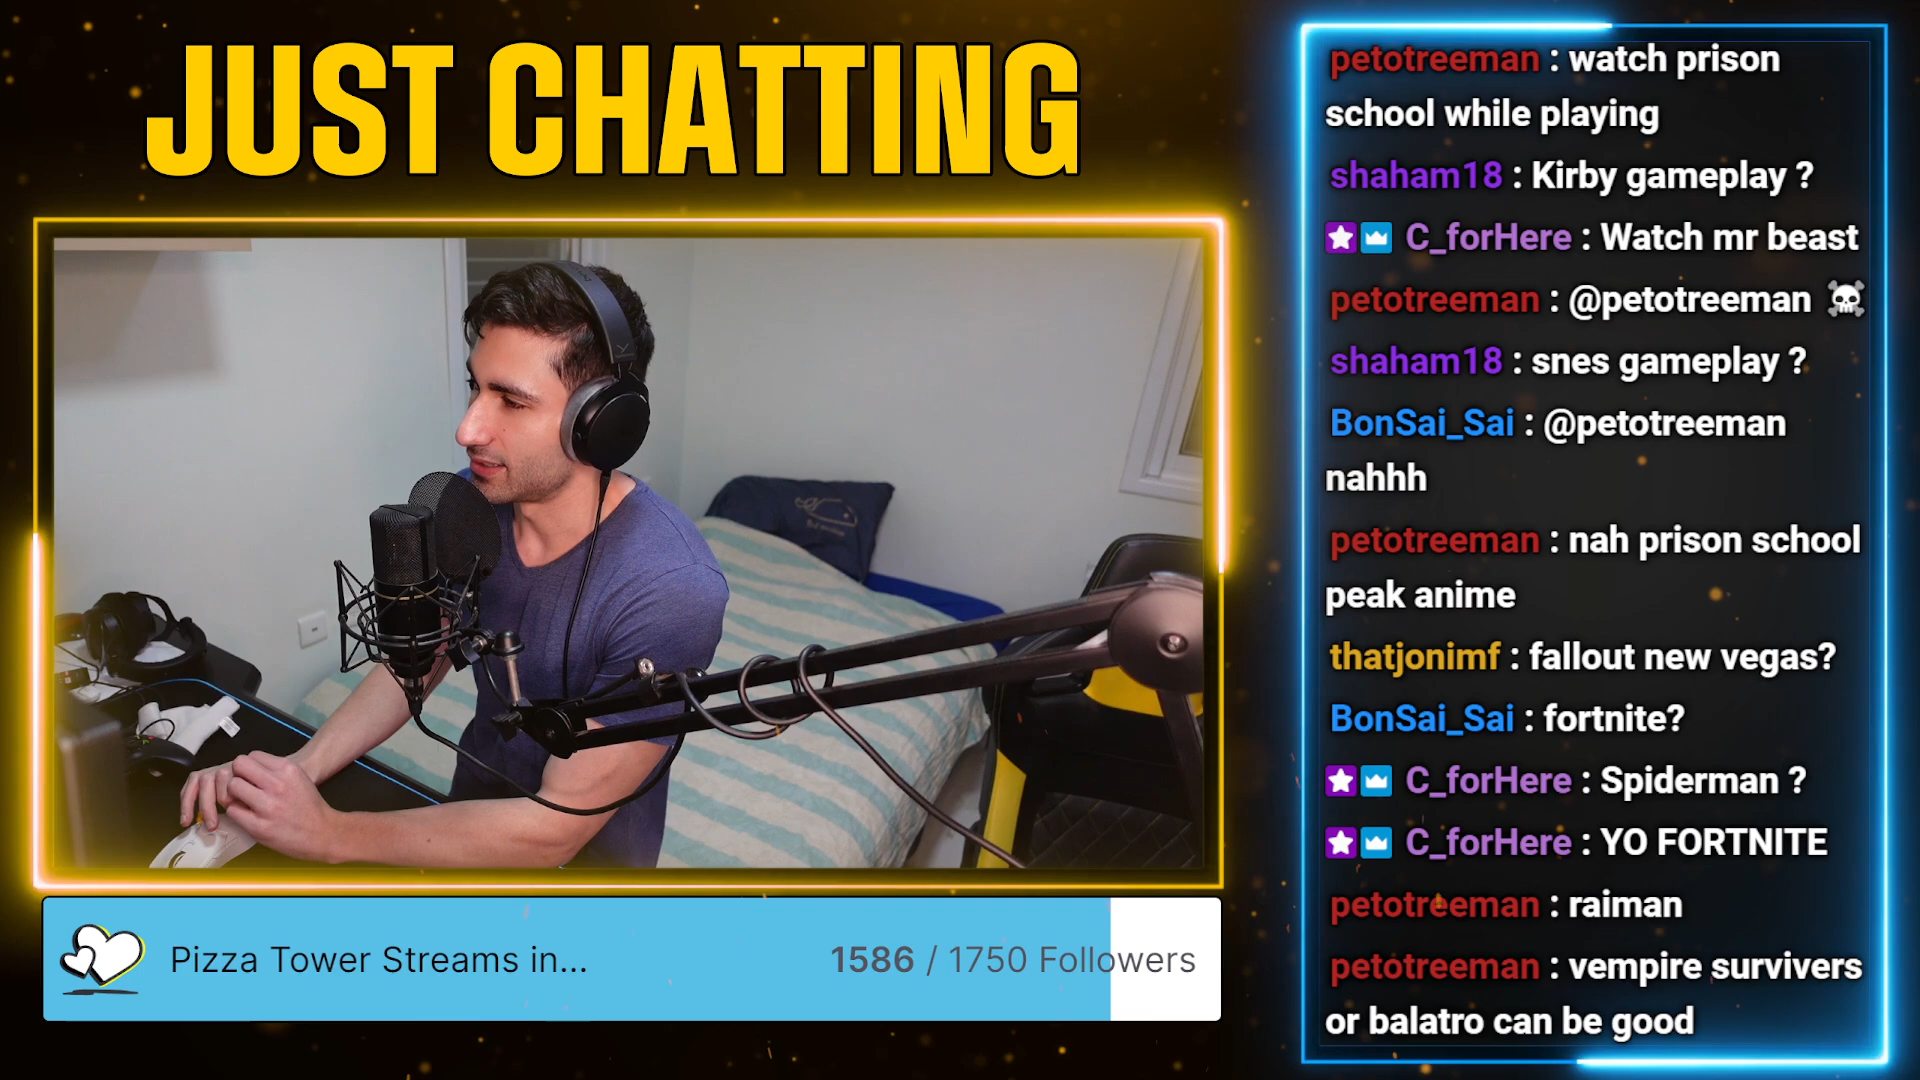 JUST CHATTING
Pizza Tower Streams in...
1586 / 1750 Followers
petotreeman : watch prison
school while playing
shaham18 : Kirby gameplay ?
C_forHere : Watch mr beast
petotreeman : @petotreeman ☠️
shaham18 : snes gameplay ?
BonSai_Sai : @petotreeman
nahhh
petotreeman : nah prison school
peak anime
thatjonimf : fallout new vegas?
BonSai_Sai : fortnite?
C_forHere : Spiderman ?
C_forHere : YO FORTNITE
petotreeman : raiman
petotreeman : vempire survivers
or balatro can be good